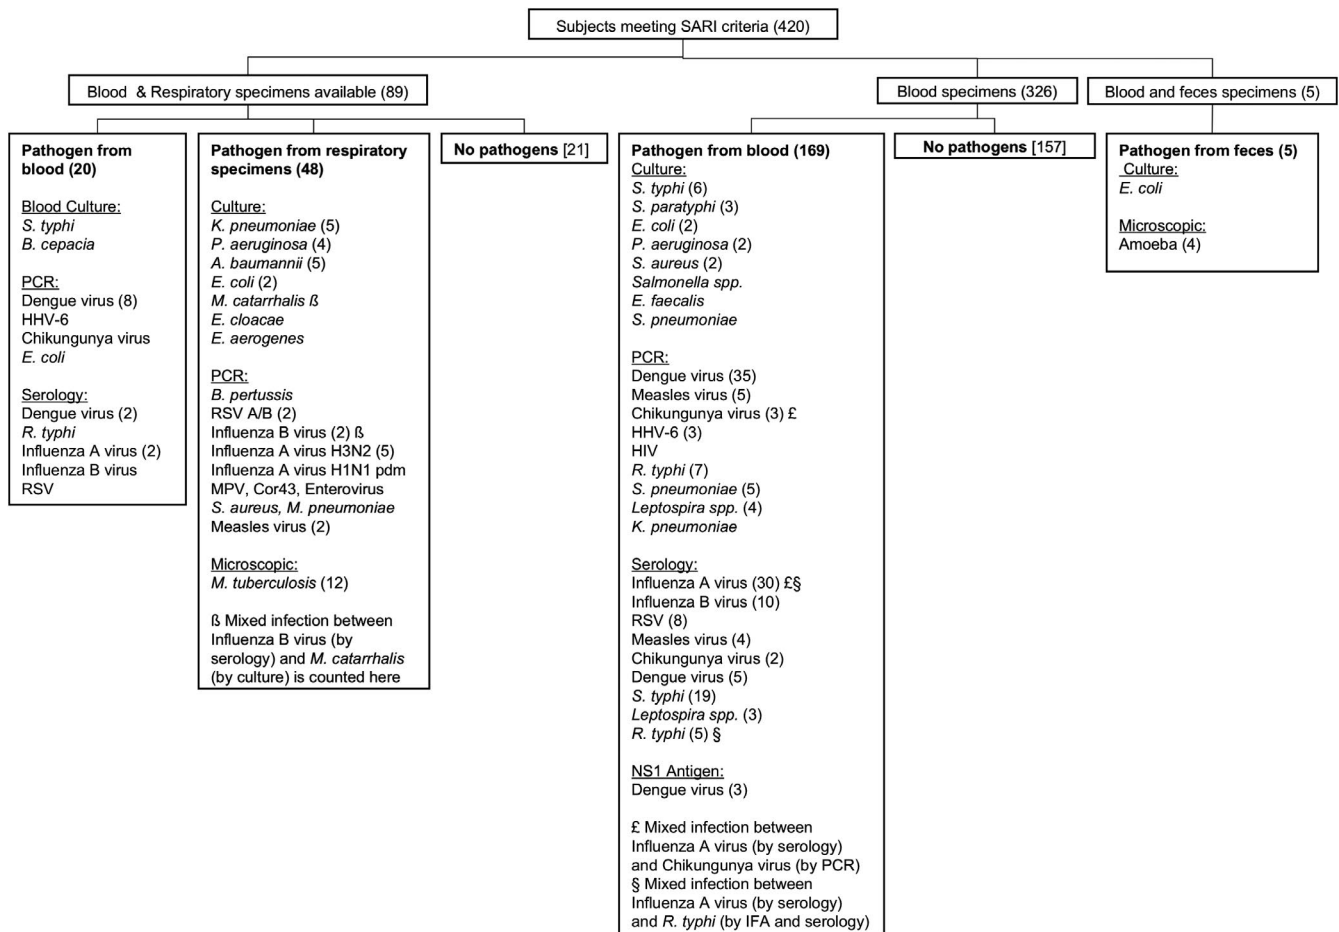 Subjects meeting SARI criteria (420)
Blood & Respiratory specimens available (89)
Blood specimens (326)
Blood and feces specimens (5)
Pathogen from
blood (20)
Blood Culture:
S. typhi
B. cepacia
PCR:
Dengue virus (8)
HHV-6
Chikungunya virus
E. coli
Serology:
Dengue virus (2)
R. typhi
Influenza A virus (2)
Influenza B virus
RSV
Pathogen from respiratory
specimens (48)
Culture:
K. pneumoniae (5)
P. aeruginosa (4)
A. baumannii (5)
E. coli (2)
M. catarrhalis ß
E. cloacae
E. aerogenes
PCR:
B. pertussis
RSV A/B (2)
Influenza B virus (2) ß
Influenza A virus H3N2 (5)
Influenza A virus H1N1 pdm
MPV, Cor43, Enterovirus
S. aureus, M. pneumoniae
Measles virus (2)
Microscopic:
M. tuberculosis (12)
ß Mixed infection between
Influenza B virus (by
serology) and M. catarrhalis
(by culture) is counted here
No pathogens [21]
Pathogen from blood (169)
Culture:
S. typhi (6)
S. paratyphi (3)
E. coli (2)
P. aeruginosa (2)
S. aureus (2)
Salmonella spp.
E. faecalis
S. pneumoniae
PCR:
Dengue virus (35)
Measles virus (5)
Chikungunya virus (3) £
HHV-6 (3)
HIV
R. typhi (7)
S. pneumoniae (5)
Leptospira spp. (4)
K. pneumoniae
Serology:
Influenza A virus (30) £§
Influenza B virus (10)
RSV (8)
Measles virus (4)
Chikungunya virus (2)
Dengue virus (5)
S. typhi (19)
Leptospira spp. (3)
R. typhi (5) §
NS1 Antigen:
Dengue virus (3)
£ Mixed infection between
Influenza A virus (by serology)
and Chikungunya virus (by PCR)
§ Mixed infection between
Influenza A virus (by serology)
and R. typhi (by IFA and serology)
No pathogens [157]
Pathogen from feces (5)
Culture:
E. coli
Microscopic:
Amoeba (4)